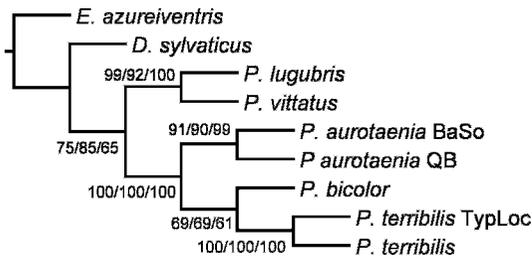 E. azureiventris
D. sylvaticus
99/92/100
P. lugubris
P. vittatus
91/90/99
P. aurotaenia BaSo
75/85/65
P aurotaenia QB
100/100/100
P. bicolor
69/69/61
P. terribilis TypLoc
100/100/100
P. terribilis